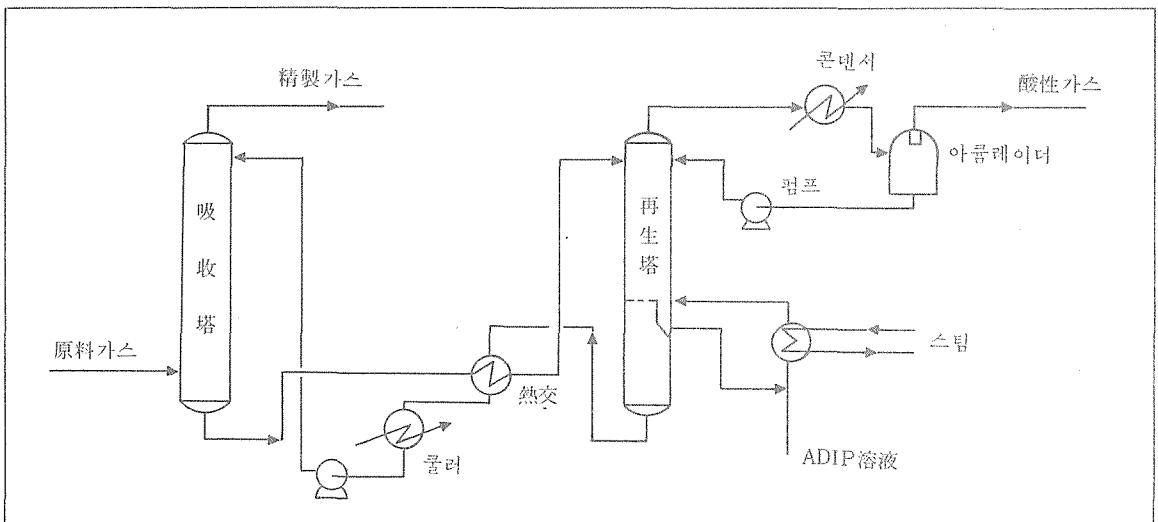 精製가스
콘덴서
酸性가스
아큠레이더
펌프
吸收塔
再生塔
原料가스
스팀
熱交
쿨러
ADIP溶液